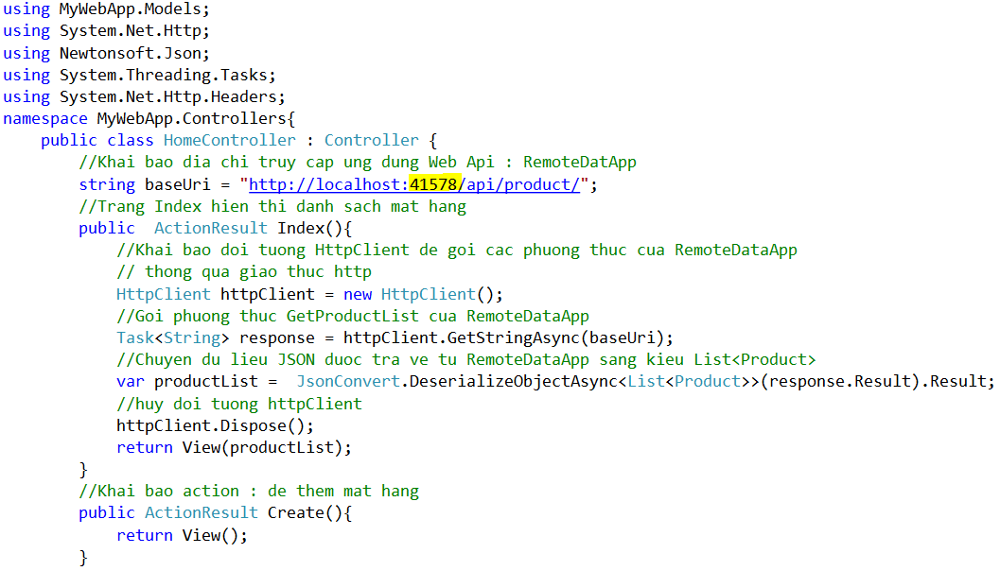 using MyWebApp.Models;
using System.Net.Http;
using Newtonsoft.Json;
using System.Threading.Tasks;
using System.Net.Http.Headers;
namespace MyWebApp.Controllers{
    public class HomeController : Controller {
        //Khai bao dia chi truy cap ung dung Web Api : RemoteDatApp
        string baseUri = "http://localhost:41578/api/product/";
        //Trang Index hien thi danh sach mat hang
        public  ActionResult Index(){
            //Khai bao doi tuong HttpClient de goi cac phuong thuc cua RemoteDataApp
            // thong qua giao thuc http
            HttpClient httpClient = new HttpClient();
            //Goi phuong thuc GetProductList cua RemoteDataApp
            Task<String> response = httpClient.GetStringAsync(baseUri);
            //Chuyen du lieu JSON duoc tra ve tu RemoteDataApp sang kieu List<Product>
            var productList =  JsonConvert.DeserializeObjectAsync<List<Product>>(response.Result).Result;
            //huy doi tuong httpClient
            httpClient.Dispose();
            return View(productList);
        }
        //Khai bao action : de them mat hang
        public ActionResult Create(){
            return View();
        }